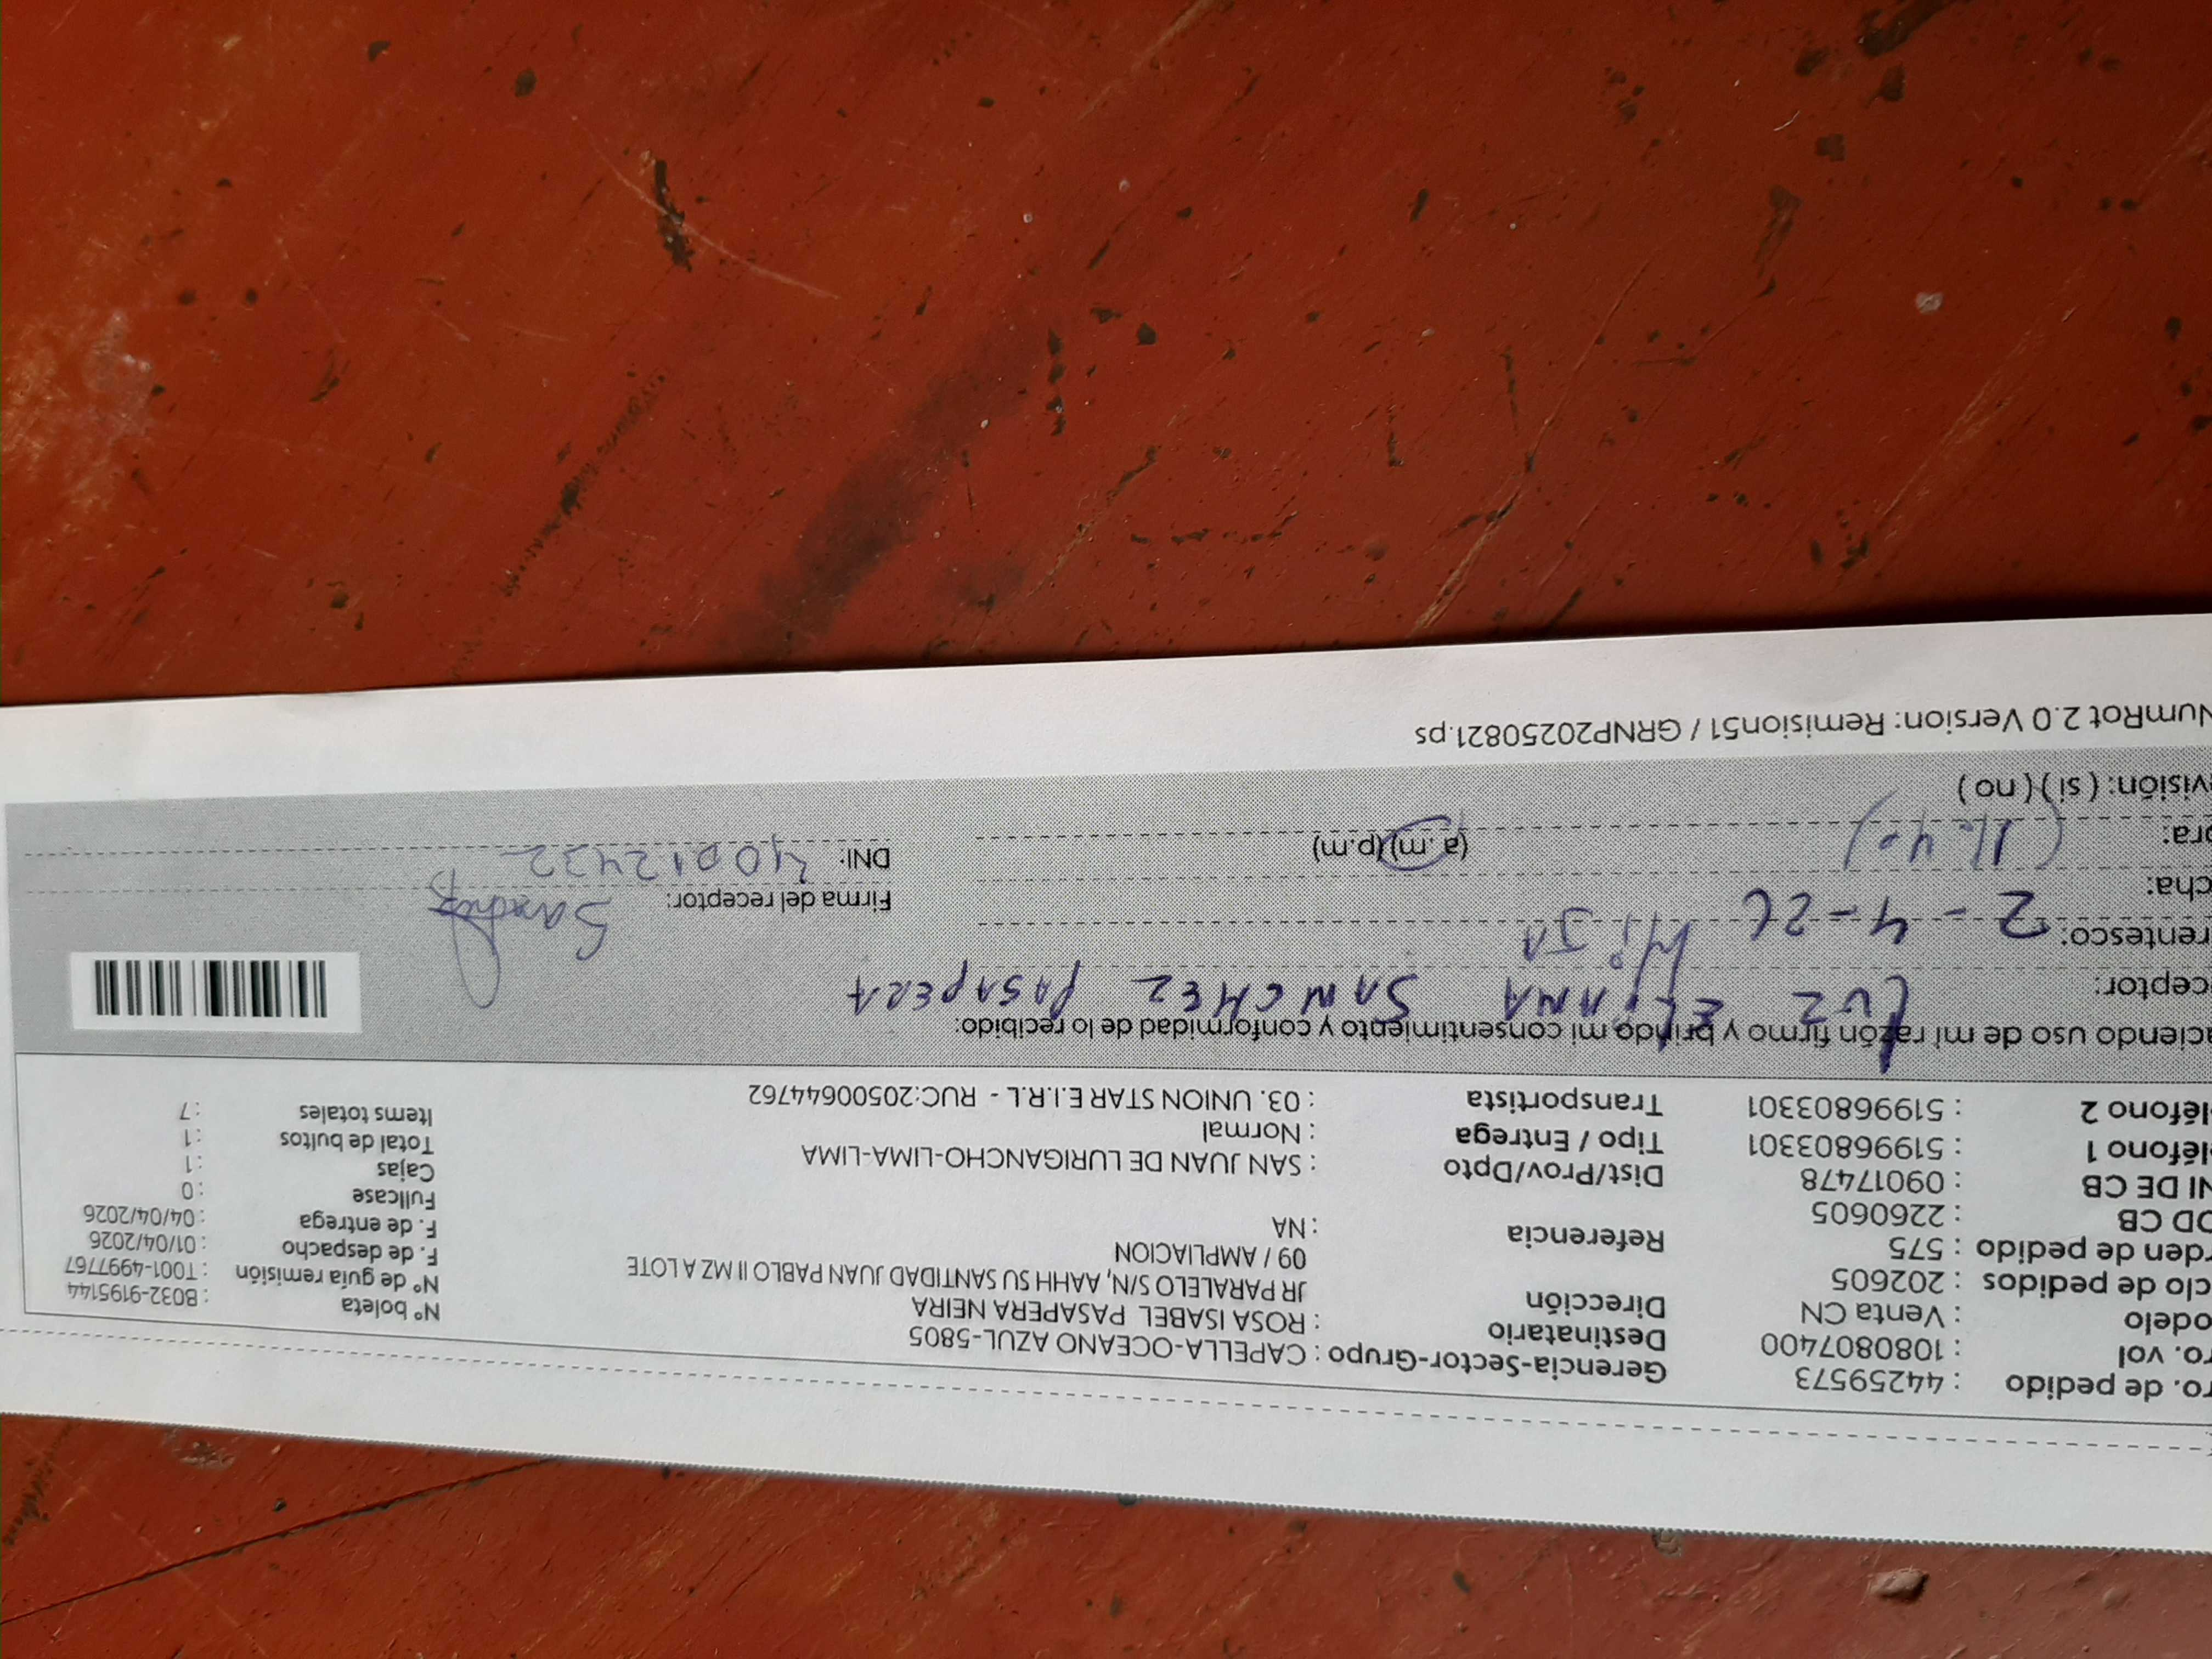 ro. de pedido : 44259573 Gerencia-Sector-Grupo : CAPELLA-OCEANO AZUL-5805
ro. vol : 1080807400 Destinatario : ROSA ISABEL PASAPERA NEIRA Nº boleta : B032-9195144
odelo : Venta CN Dirección JR PARALELO S/N, AAHH SU SANTIDAD JUAN PABLO II MZ A LOTE Nº de guía remisión : T001-4997767
clo de pedidos : 202605 09 / AMPLIACION F. de despacho : 01/04/2026
rden de pedido : 575 Referencia : NA F. de entrega : 04/04/2026
OD CB : 2260605 Fullcase : 0
NI DE CB : 09017478 Dist/Prov/Dpto : SAN JUAN DE LURIGANCHO-LIMA-LIMA Cajas : 1
léfono 1 : 51996803301 Tipo / Entrega : Normal Total de bultos : 1
léfono 2 : 51996803301 Transportista : 03. UNION STAR E.I.R.L - RUC:20500644762 Items totales : 7
aciendo uso de mi razón firmo y brindo mi consentimiento y conformidad de lo recibido:
ceptor: LUZ ELIANA SANCHEZ PASAPERA
rentesco: HiJA Firma del receptor:
cha: 2-4-26 DNI: 40012432
ora: (11:40) (a.m)(p.m)
visión: ( si ) ( no )
NumRot 2.0 Version: Remision51 / GRNP20250821.ps